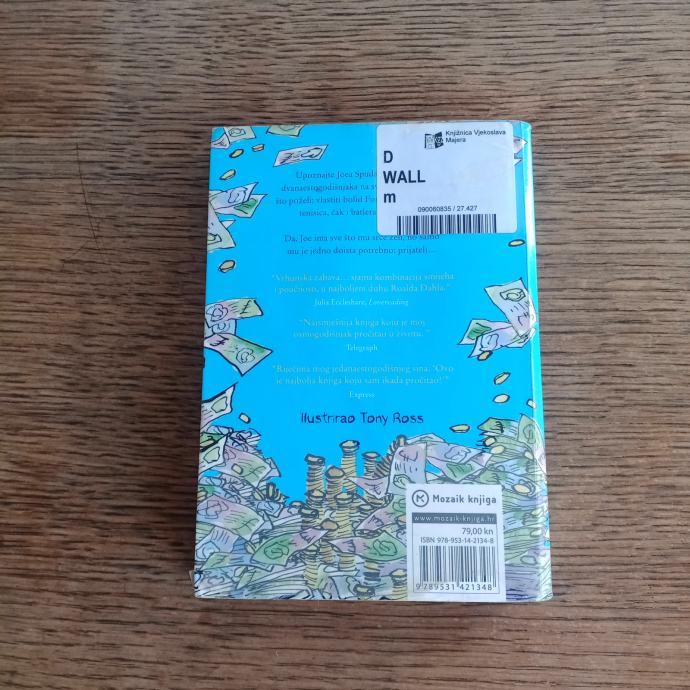 Knjižnica Vjekoslava
Majera
D
WALL
m
090060835 / 27.427
Upoznajte Joea Spuda
dvanaestogodišnjaka na
što poželi: vlastiti bolid
tenisica, čak i batlera
Da, Joe ima sve što mu srce želi, no samo
mu je jedno doista potrebno: prijatelj...
"Vrhunska zabava... sjajna kombinacija smijeha
i poučnosti, u najboljem duhu Roalda Dahla."
Julia Eccleshare, Lovereading
"Najsmješnija knjiga koju je moj
osmogodišnjak pročitao u životu."
Telegraph
"Riječima mog jedanaestogodišnjeg sina: 'Ovo
je najbolja knjiga koju sam ikada pročitao!'"
Express
Ilustrirao Tony Ross
Mozaik knjiga
www.mozaik-knjiga.hr
79,00 kn
ISBN 978-953-14-2134-8
9 789531 421348